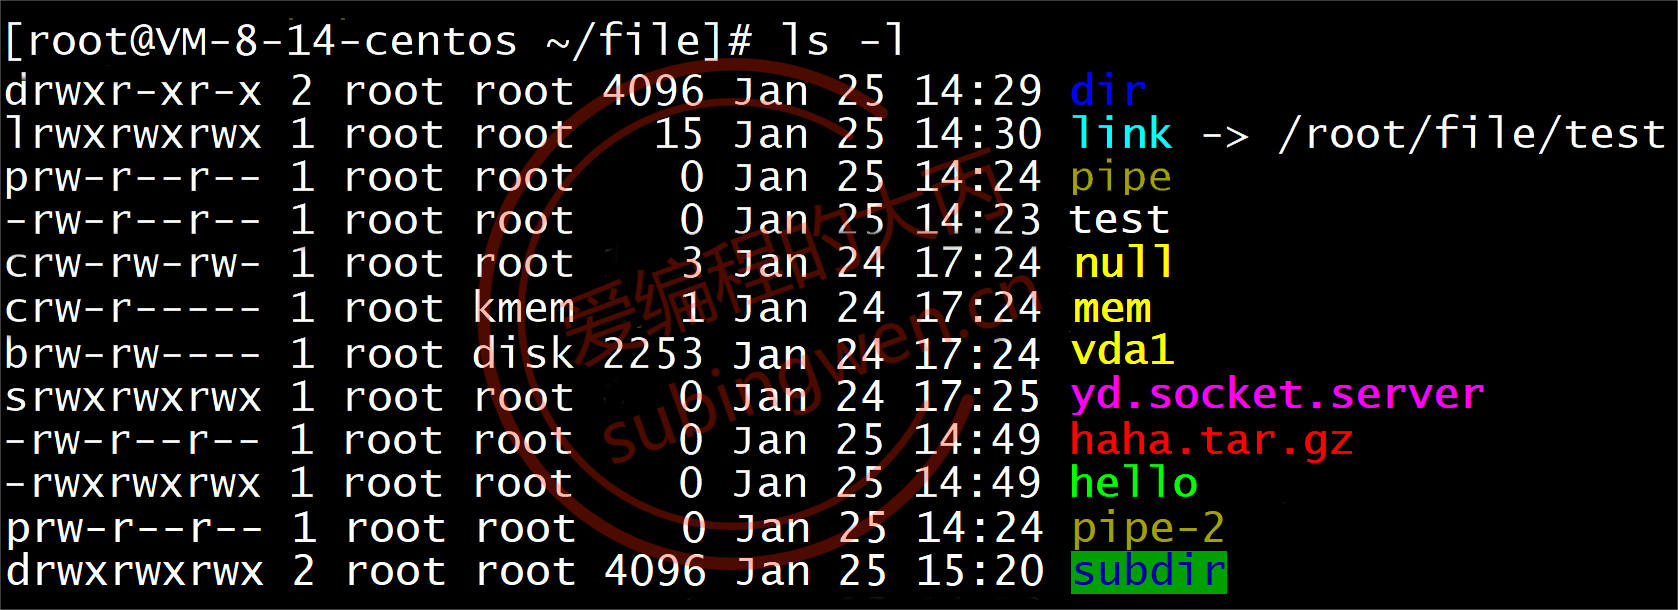 [root@VM-8-14-centos ~/file]# ls -l
drwxr-xr-x 2 root root 4096 Jan 25 14:29 dir
lrwxrwxrwx 1 root root   15 Jan 25 14:30 link -> /root/file/test
prw-r--r-- 1 root root    0 Jan 25 14:24 pipe
-rw-r--r-- 1 root root    0 Jan 25 14:23 test
crw-rw-rw- 1 root root    3 Jan 24 17:24 null
crw-r----- 1 root kmem    1 Jan 24 17:24 mem
brw-rw---- 1 root disk 2253 Jan 24 17:24 vda1
srwxrwxrwx 1 root root    0 Jan 24 17:25 yd.socket.server
-rw-r--r-- 1 root root    0 Jan 25 14:49 haha.tar.gz
-rwxrwxrwx 1 root root    0 Jan 25 14:49 hello
prw-r--r-- 1 root root    0 Jan 25 14:24 pipe-2
drwxrwxrwx 2 root root 4096 Jan 25 15:20 subdir
爱编程的大丙
subingwen.cn